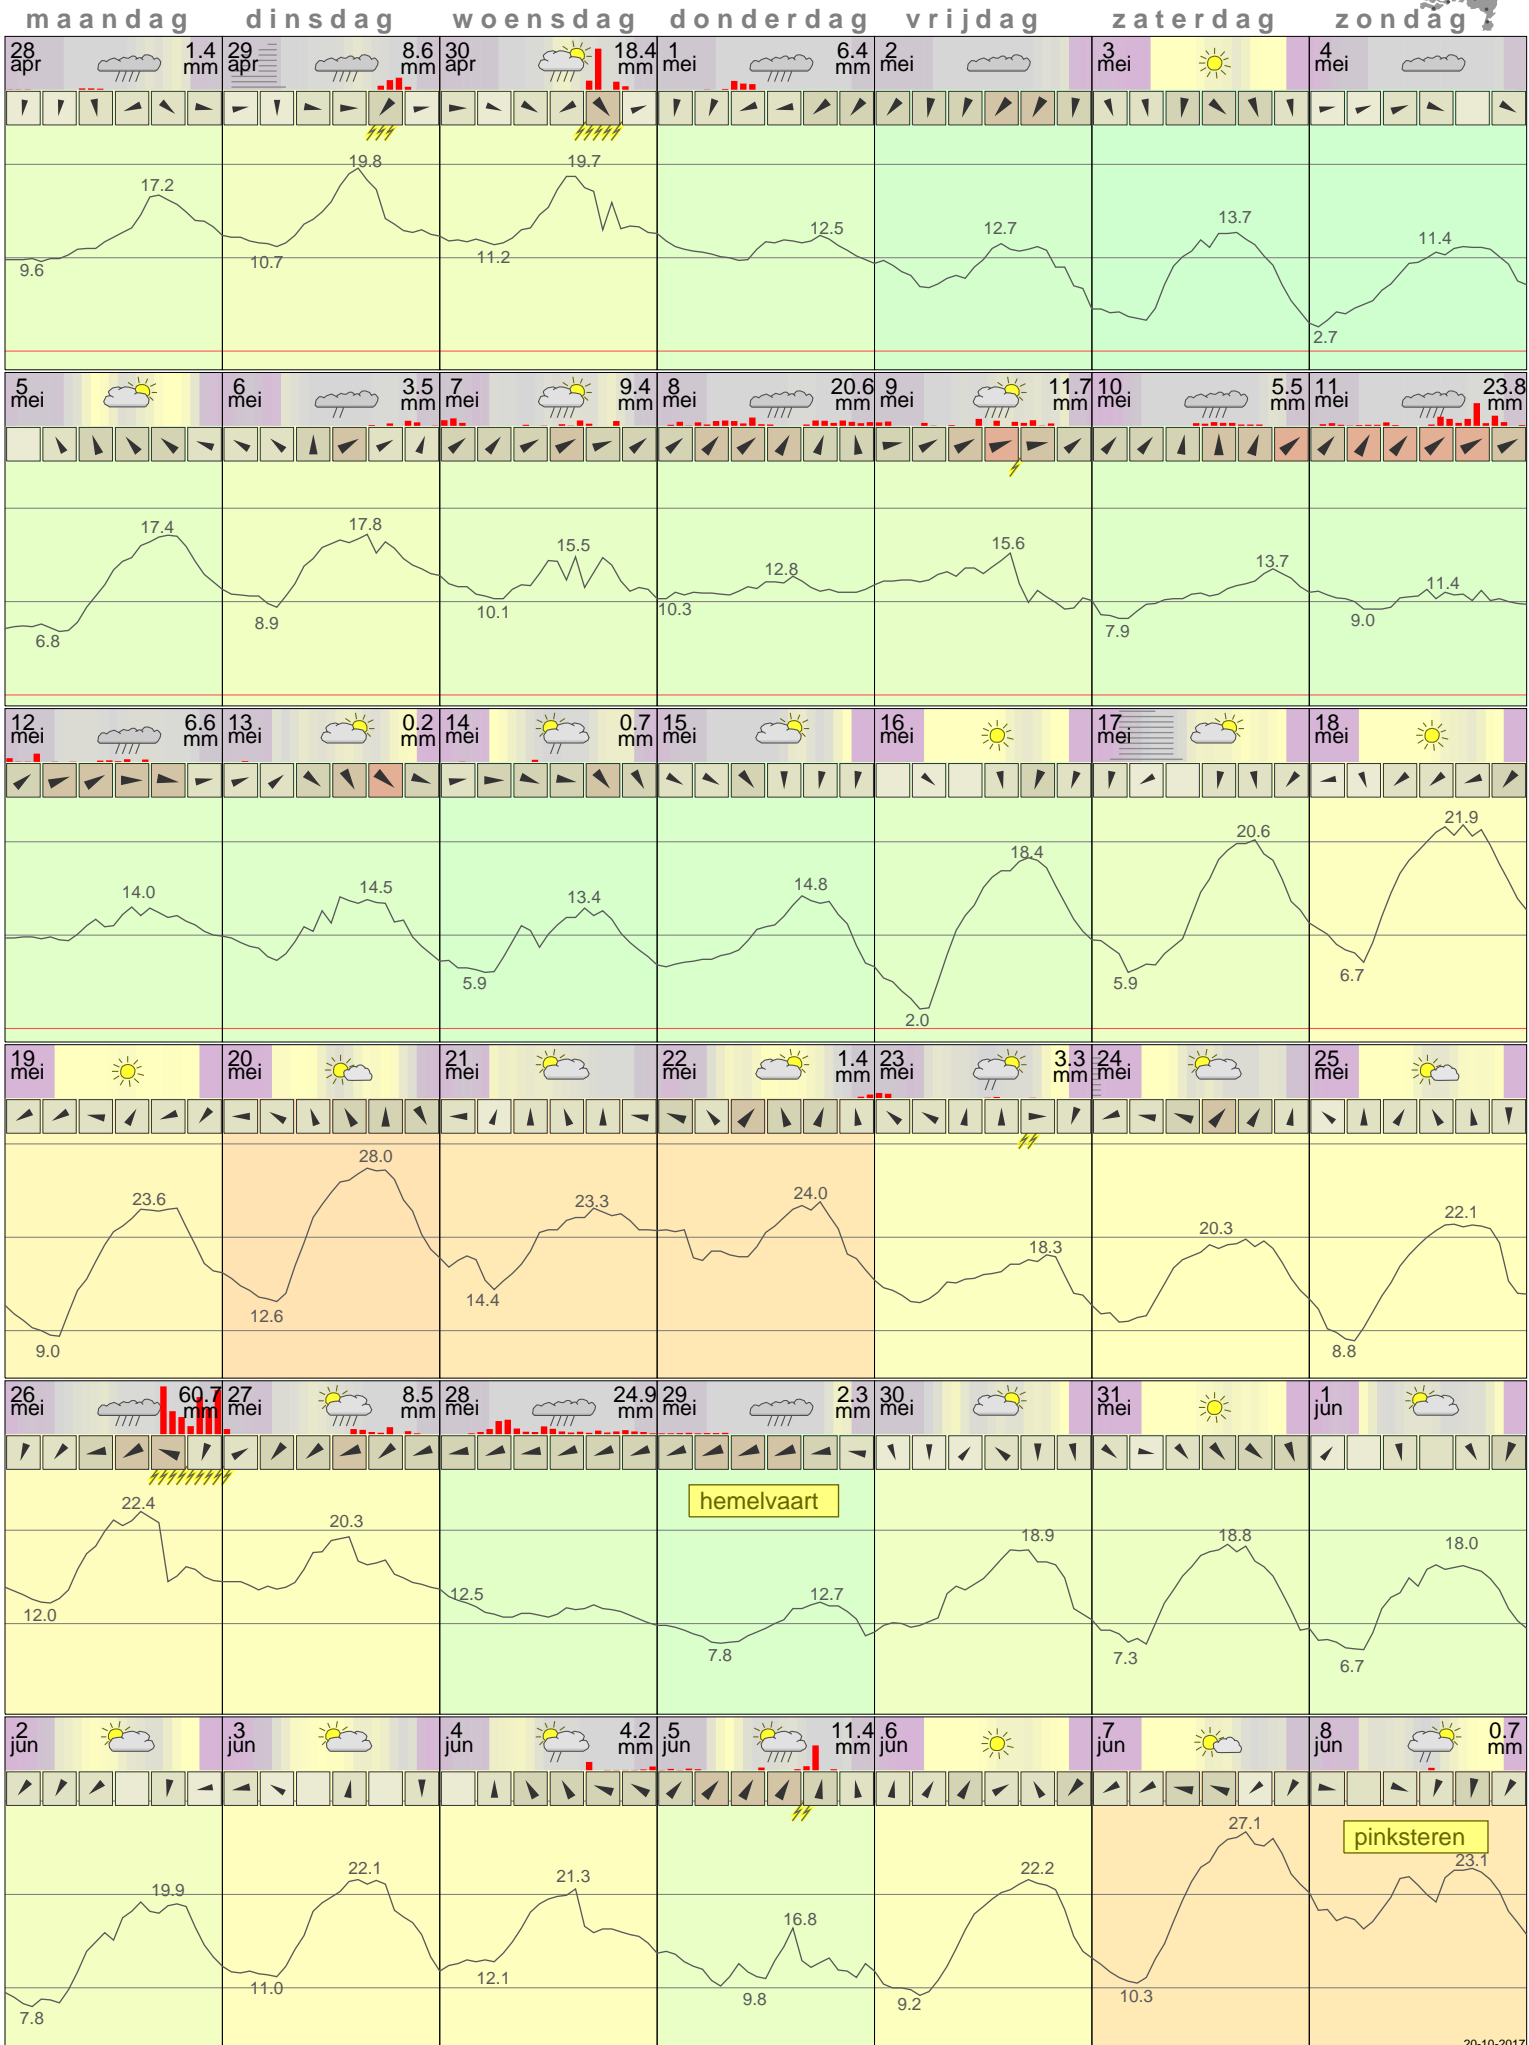 maandag dinsdag woensdag donderdag vrijdag zaterdag zondag
28 apr 1.4 mm 29 apr 8.6 mm 30 apr 18.4 mm 1 mei 6.4 mm 2 mei 3 mei 4 mei
17.2 19.8 19.7 12.5 12.7 13.7 11.4
9.6 10.7 11.2 2.7
5 mei 6 mei 3.5 mm 7 mei 9.4 mm 8 mei 20.6 mm 9 mei 11.7 mm 10 mei 5.5 mm 11 mei 23.8 mm
17.4 17.8 15.5 12.8 15.6 13.7 11.4
6.8 8.9 10.1 10.3 7.9 9.0
12 mei 6.6 mm 13 mei 0.2 mm 14 mei 0.7 mm 15 mei 16 mei 17 mei 18 mei
14.0 14.5 13.4 14.8 18.4 20.6 21.9
5.9 2.0 5.9 6.7
19 mei 20 mei 21 mei 22 mei 1.4 mm 23 mei 3.3 mm 24 mei 25 mei
23.6 28.0 23.3 24.0 18.3 20.3 22.1
9.0 12.6 14.4 8.8
26 mei 60.7 mm 27 mei 8.5 mm 28 mei 24.9 mm 29 mei 2.3 mm 30 mei 31 mei 1 jun
hemelvaart
22.4 20.3 12.5 12.7 18.9 18.8 18.0
12.0 7.8 7.3 6.7
2 jun 3 jun 4 jun 4.2 mm 5 jun 11.4 mm 6 jun 7 jun 8 jun 0.7 mm
pinksteren
19.9 22.1 21.3 16.8 22.2 27.1 23.1
7.8 11.0 12.1 9.8 9.2 10.3
20-10-2017